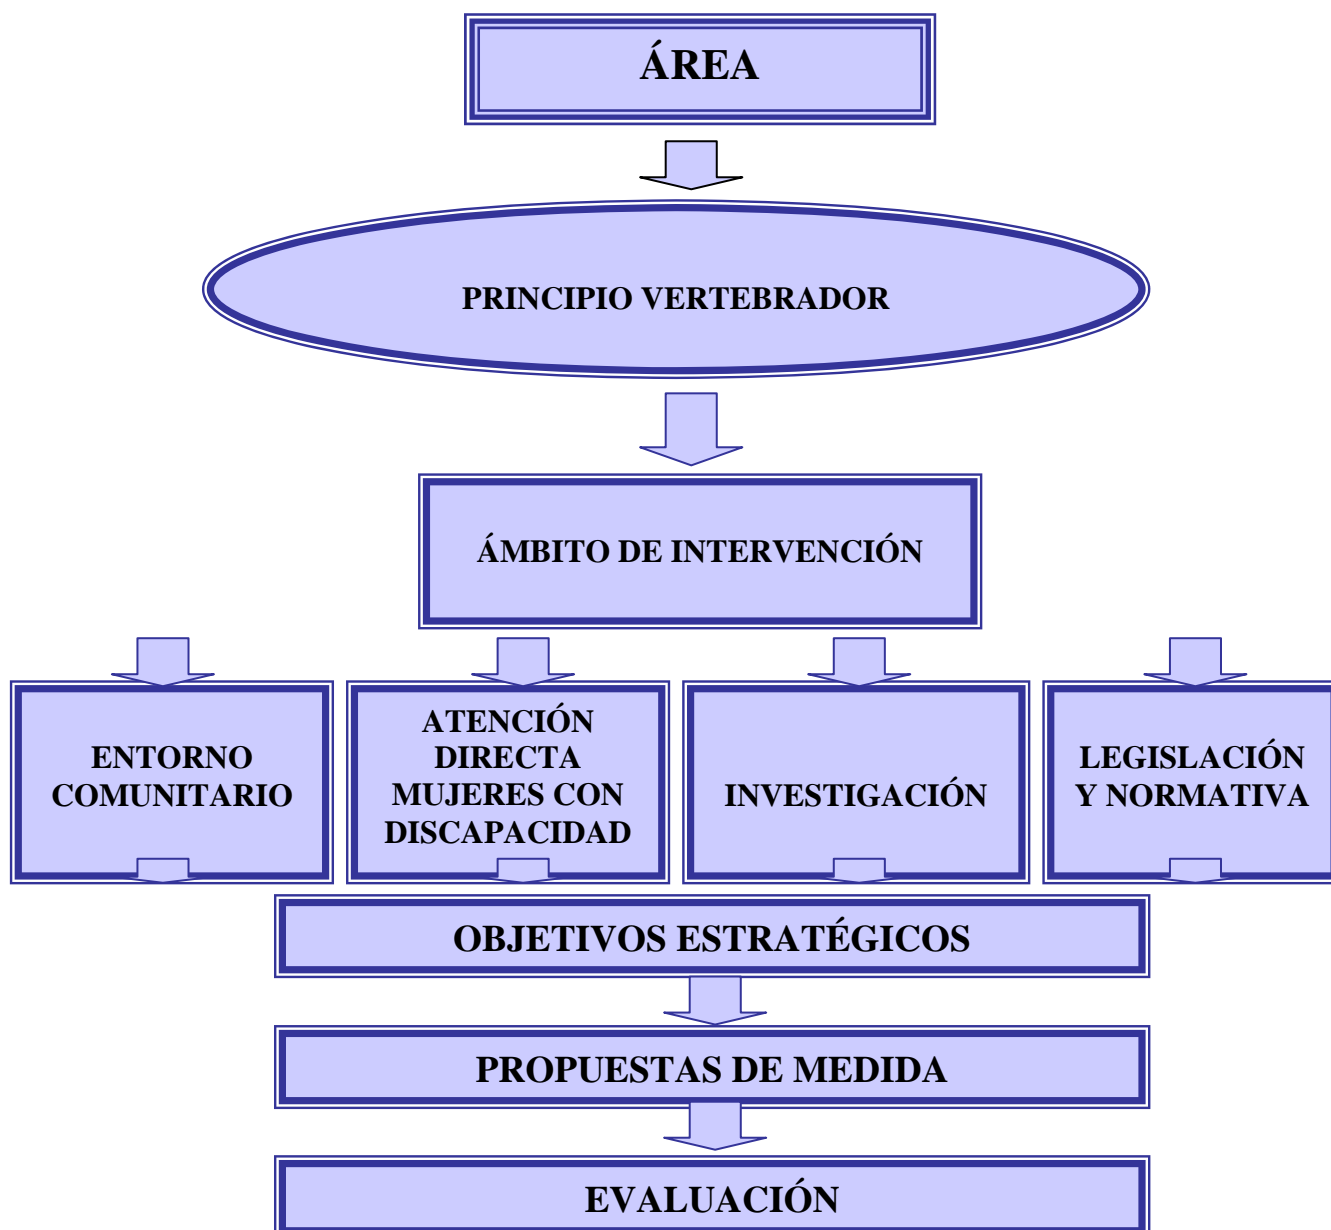 ÁREA
PRINCIPIO VERTEBRADOR
ÁMBITO DE INTERVENCIÓN
ENTORNO
COMUNITARIO
ATENCIÓN
DIRECTA
MUJERES CON
DISCAPACIDAD
INVESTIGACIÓN
LEGISLACIÓN
Y NORMATIVA
OBJETIVOS ESTRATÉGICOS
PROPUESTAS DE MEDIDA
EVALUACIÓN